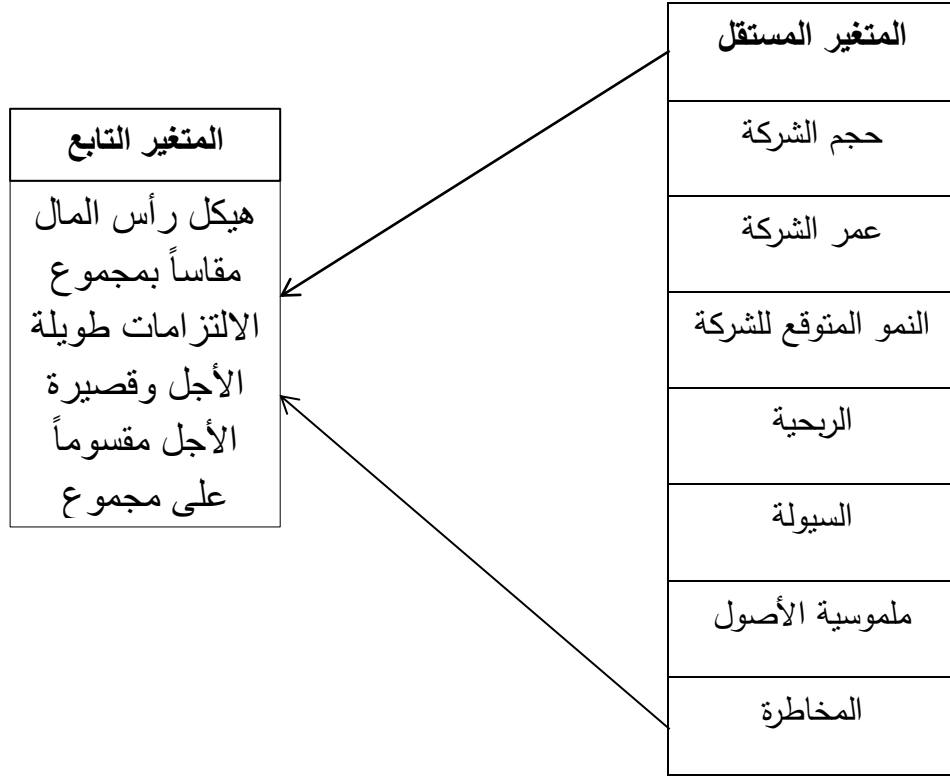 المتغير المستقل
حجم الشركة
عمر الشركة
النمو المتوقع للشركة
الربحية
السيولة
ملموسية الأصول
المخاطرة
المتغير التابع
هيكل رأس المال
مقاساً بمجموع
الالتزامات طويلة
الأجل وقصيرة
الأجل مقسوماً
على مجموع